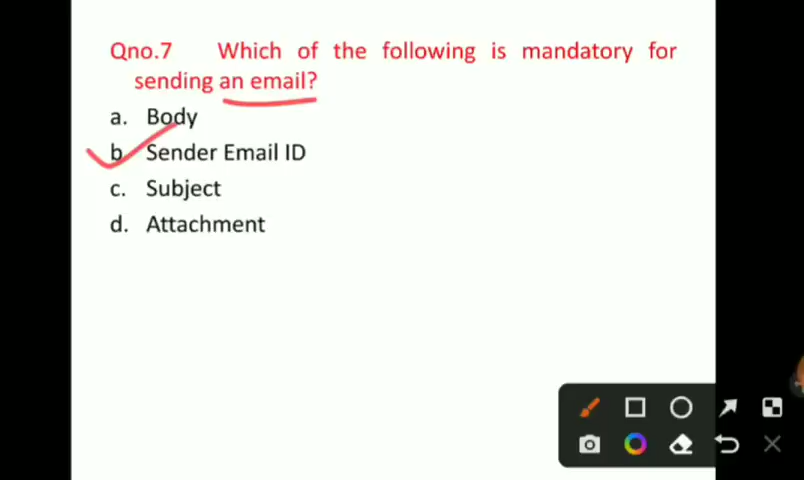 Qno.7 Which of the following is mandatory for
sending an email?
a. Body
b. Sender Email ID
c. Subject
d. Attachment